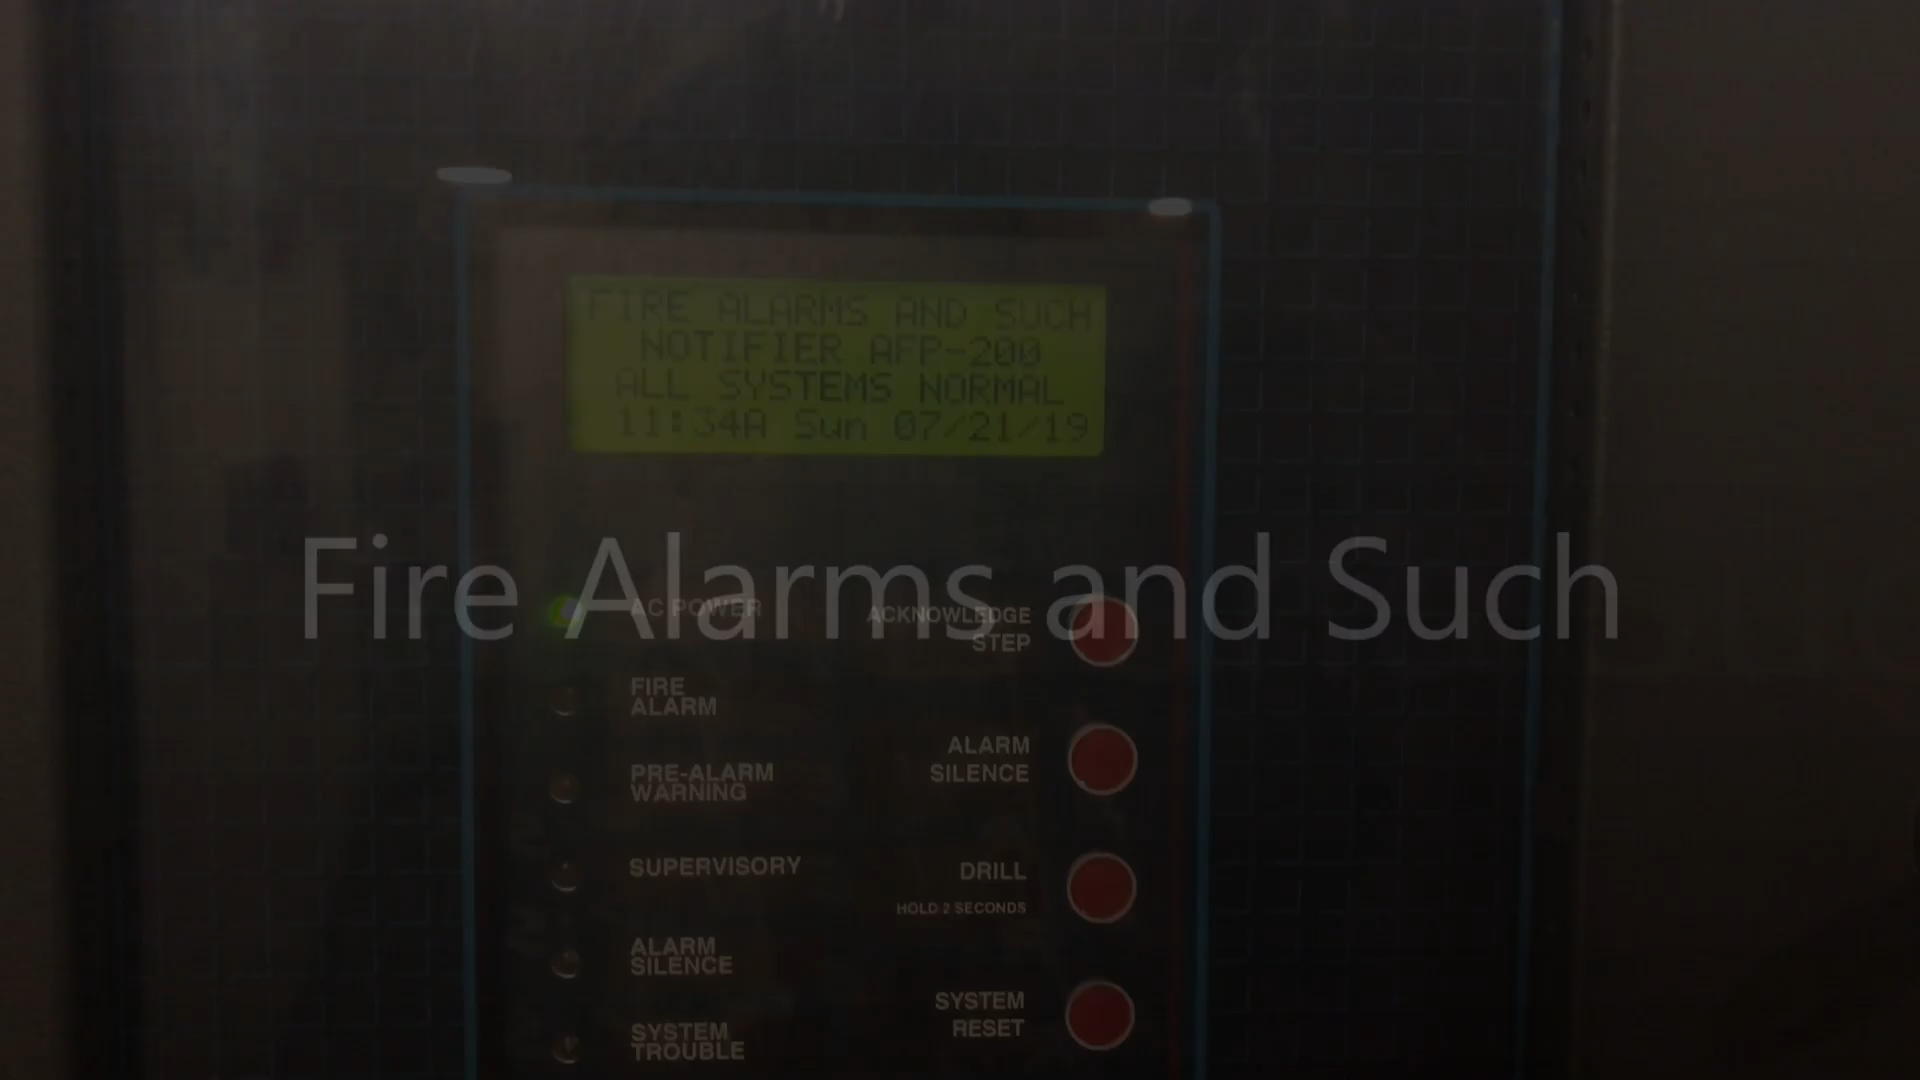 FIRE ALARMS AND SUCH
NOTIFIER AFP-200
ALL SYSTEMS NORMAL
11:34A Sun 07/21/19
Fire Alarms and Such
AC POWER
FIRE
ALARM
PRE-ALARM
WARNING
SUPERVISORY
ALARM
SILENCE
SYSTEM
TROUBLE
ACKNOWLEDGE
STEP
ALARM
SILENCE
DRILL
HOLD 2 SECONDS
SYSTEM
RESET